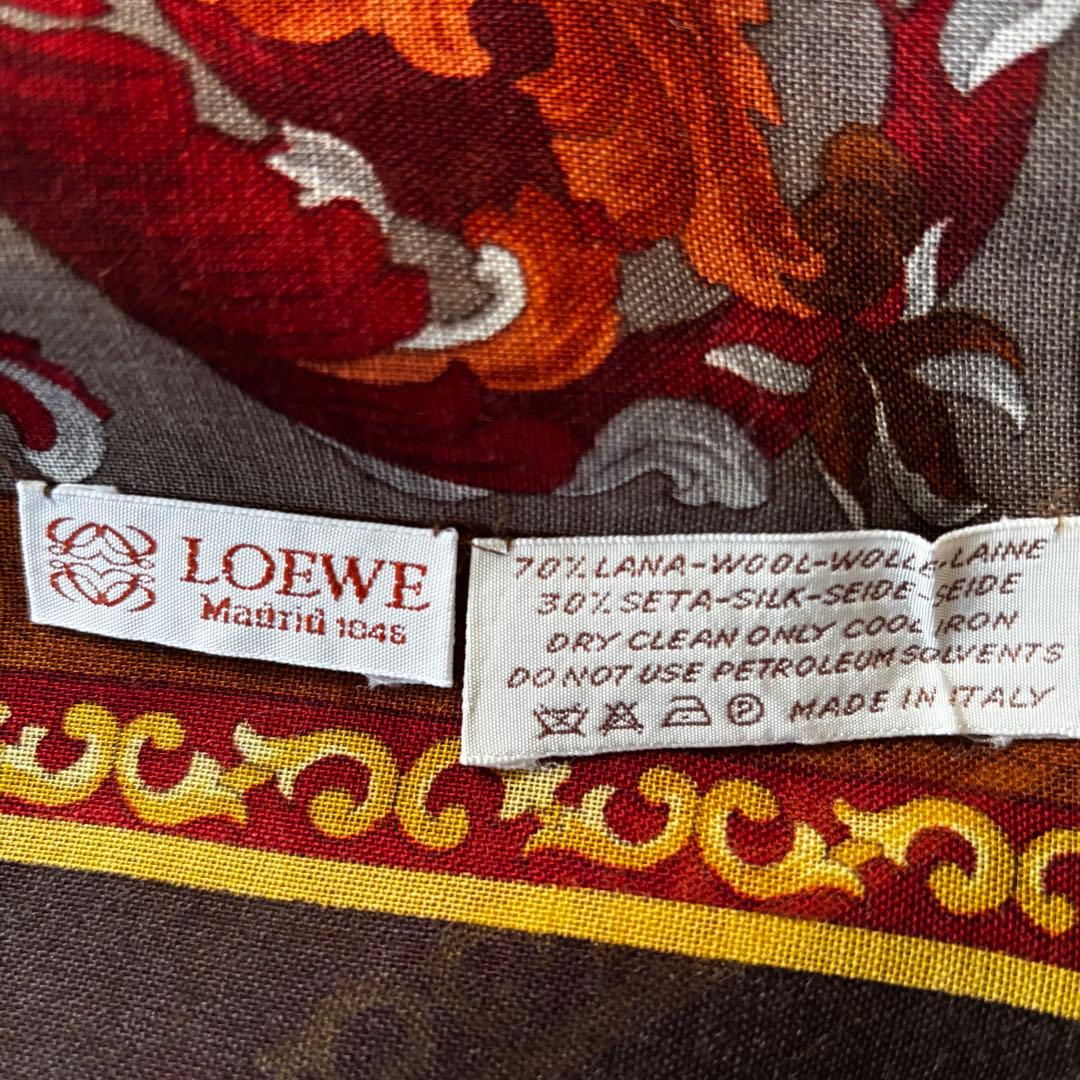 LOEWE
Madrid 1846
70% LANA-WOOL-WOLLE-LAINE
30% SETA-SILK-SEIDE-SEIDE
DRY CLEAN ONLY COOL IRON
DO NOT USE PETROLEUM SOLVENTS
P MADE IN ITALY